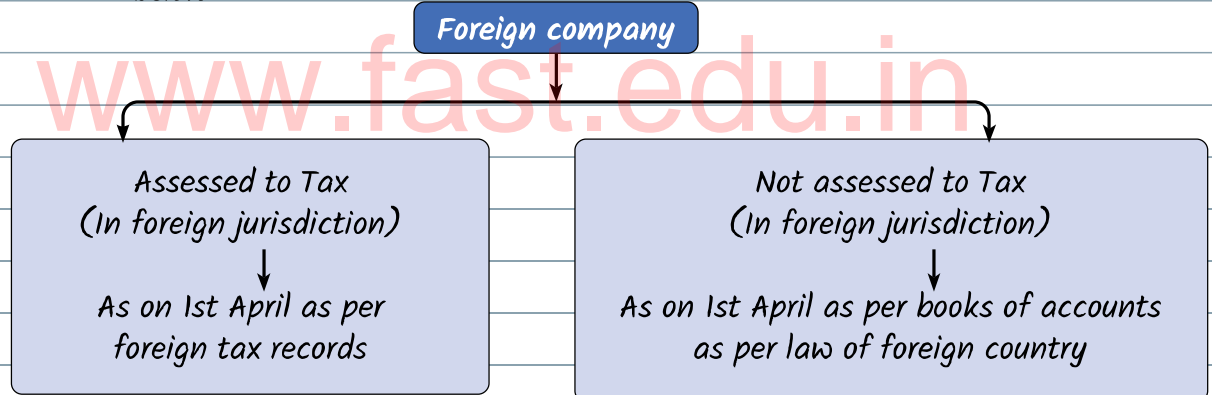 Foreign company
www.fast.edu.in
Assessed to Tax
(In foreign jurisdiction)
As on 1st April as per
foreign tax records
Not assessed to Tax
(In foreign jurisdiction)
As on 1st April as per books of accounts
as per law of foreign country